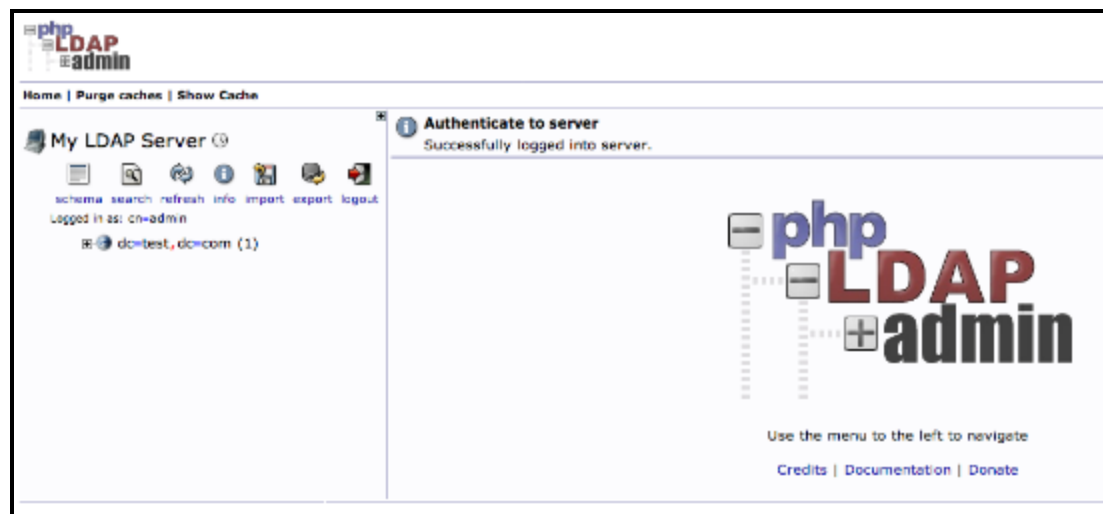 php
LDAP
admin
Home | Purge caches | Show Cache
My LDAP Server
schema search refresh info import export logout
Logged in as: cn=admin
dc=test,dc=com (1)
Authenticate to server
Successfully logged into server.
php
LDAP
admin
Use the menu to the left to navigate
Credits | Documentation | Donate